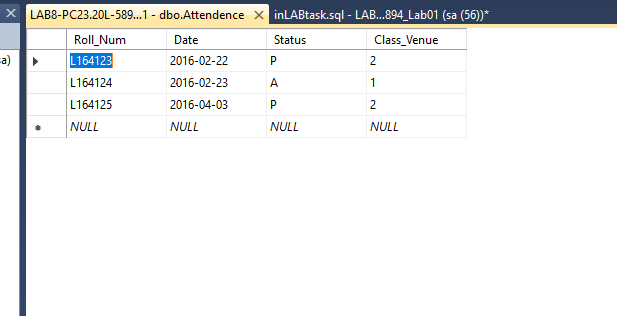 LAB8-PC23.20L-589...1 - dbo.Attendence inLABtask.sql - LAB...894_Lab01 (sa (56))*
sa)
Roll_Num Date Status Class_Venue
L164123 2016-02-22 P 2
L164124 2016-02-23 A 1
L164125 2016-04-03 P 2
NULL NULL NULL NULL